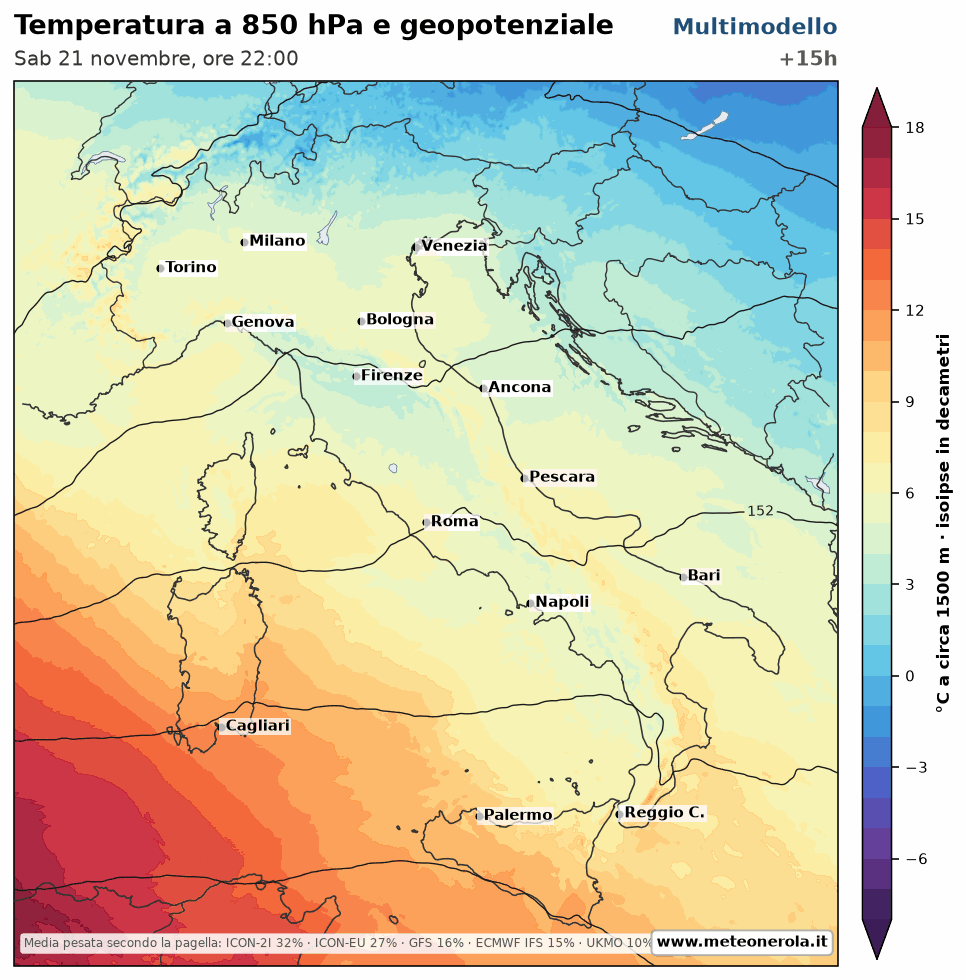 Temperatura a 850 hPa e geopotenziale
Multimodello
Sab 21 novembre, ore 22:00
+15h
18
15
12
9
6
3
0
−3
−6
°C a circa 1500 m · isoipse in decametri
Milano
Venezia
Torino
Genova
Bologna
Firenze
Ancona
Pescara
152
Roma
Bari
Napoli
Cagliari
Palermo
Reggio C.
Media pesata secondo la pagella: ICON-2I 32% · ICON-EU 27% · GFS 16% · ECMWF IFS 15% · UKMO 10%
www.meteonerola.it